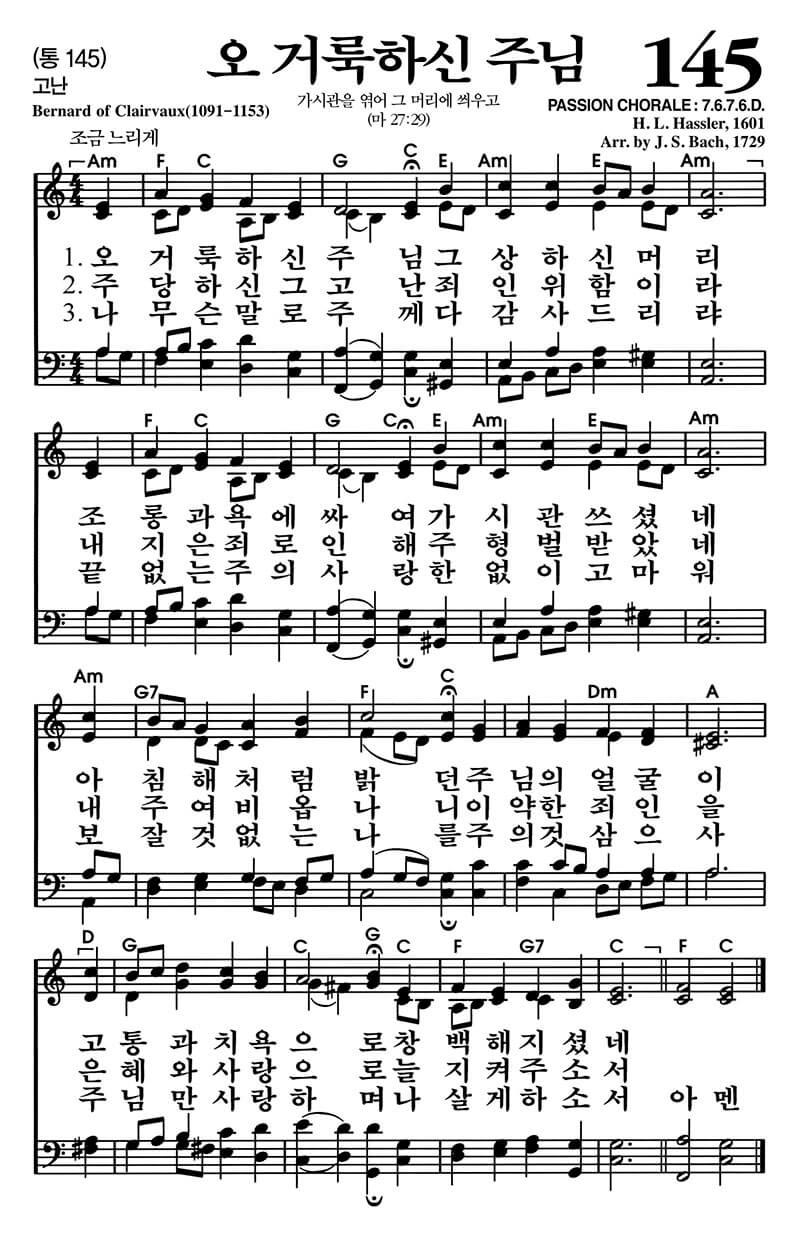 (통 145)
고난
오 거룩하신 주님
145
Bernard of Clairvaux(1091-1153)
가시관을 엮어 그 머리에 씌우고
(마 27:29)
PASSION CHORALE : 7.6.7.6.D.
H. L. Hassler, 1601
Arr. by J. S. Bach, 1729
조금 느리게
Am F C G C E Am E Am
1. 오 거 룩 하 신 주 님 그 상 하 신 머 리
2. 주 당 하 신 그 고 난 죄 인 위 함 이 라
3. 나 무 슨 말 로 주 께 다 감 사 드 리 랴
F C G C E Am E Am
조 롱 과 욕 에 싸 여 가 시 관 쓰 셨 네
내 지 은 죄 로 인 해 주 형 벌 받 았 네
끝 없 는 주 의 사 랑 한 없 이 고 마 워
Am G7 F C Dm A
아 침 해 처 럼 밝 던 주 님 의 얼 굴 이
내 주 여 비 옵 나 니 이 약 한 죄 인 을
보 잘 것 없 는 나 를 주 의 것 삼 으 사
D G C G C F G7 C F C
고 통 과 치 욕 으 로 창 백 해 지 셨 네
은 혜 와 사 랑 으 로 늘 지 켜 주 소 서
주 님 만 사 랑 하 며 나 살 게 하 소 서 아 멘